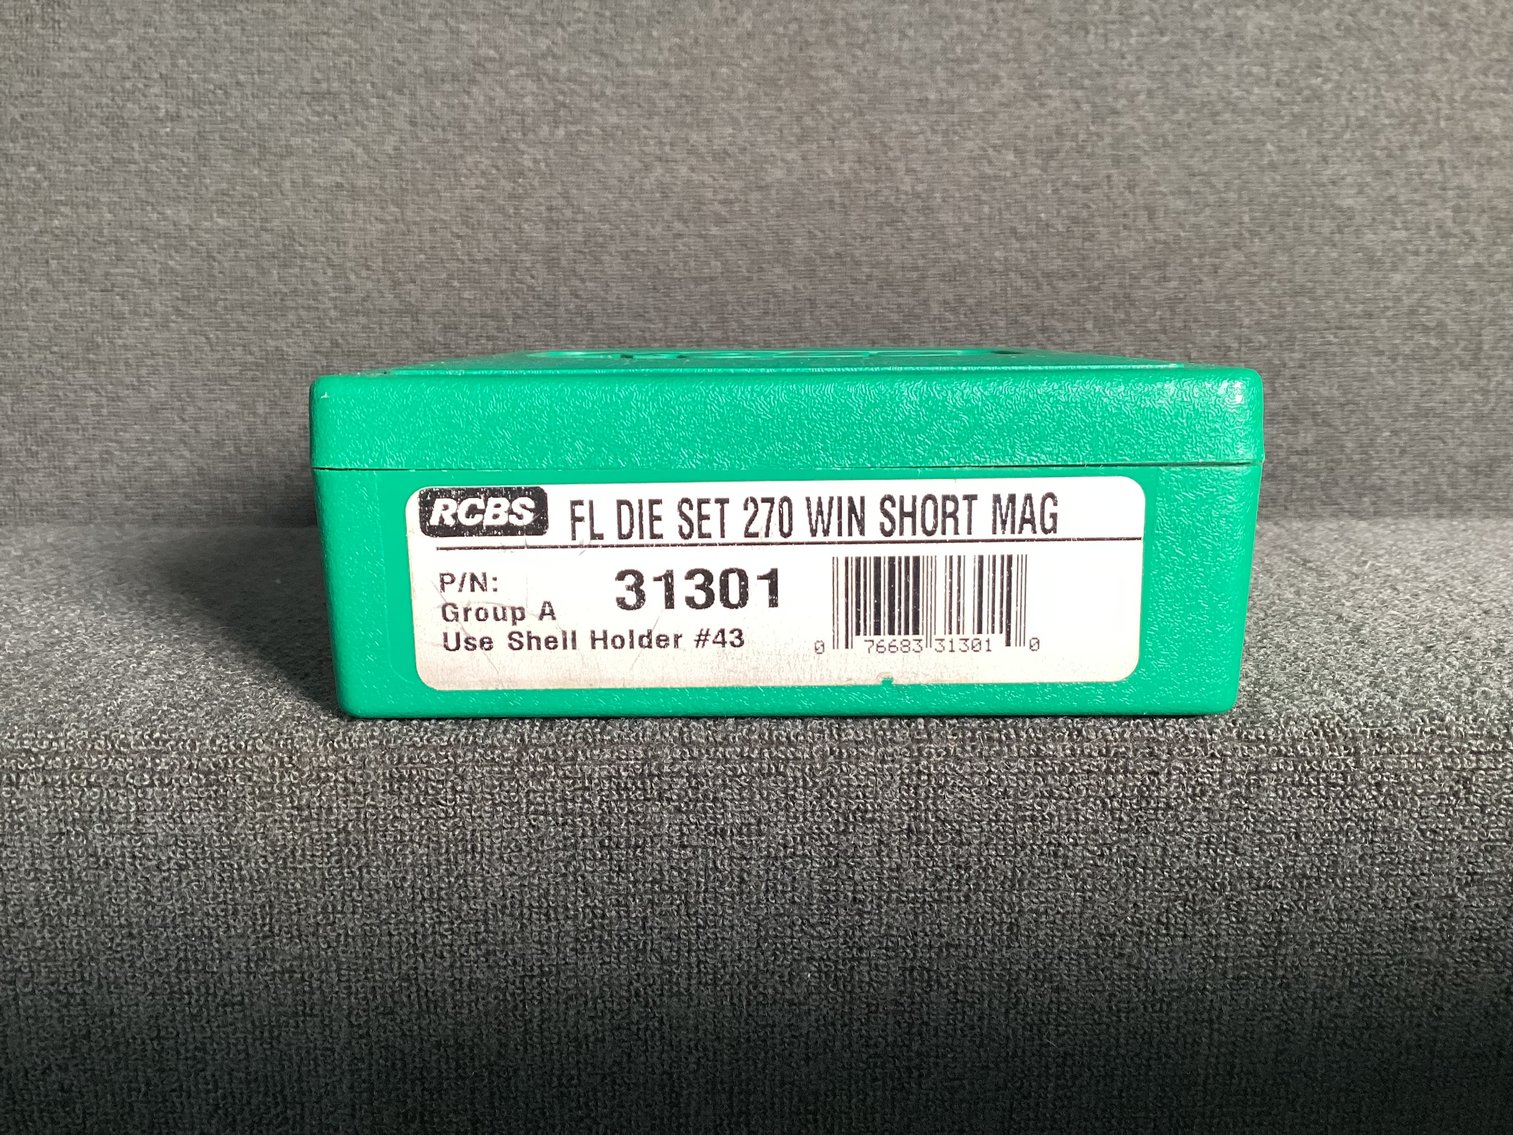 RCBS FL DIE SET 270 WIN SHORT MAG
P/N: 31301
Group A
Use Shell Holder #43
0 76683 31301 0